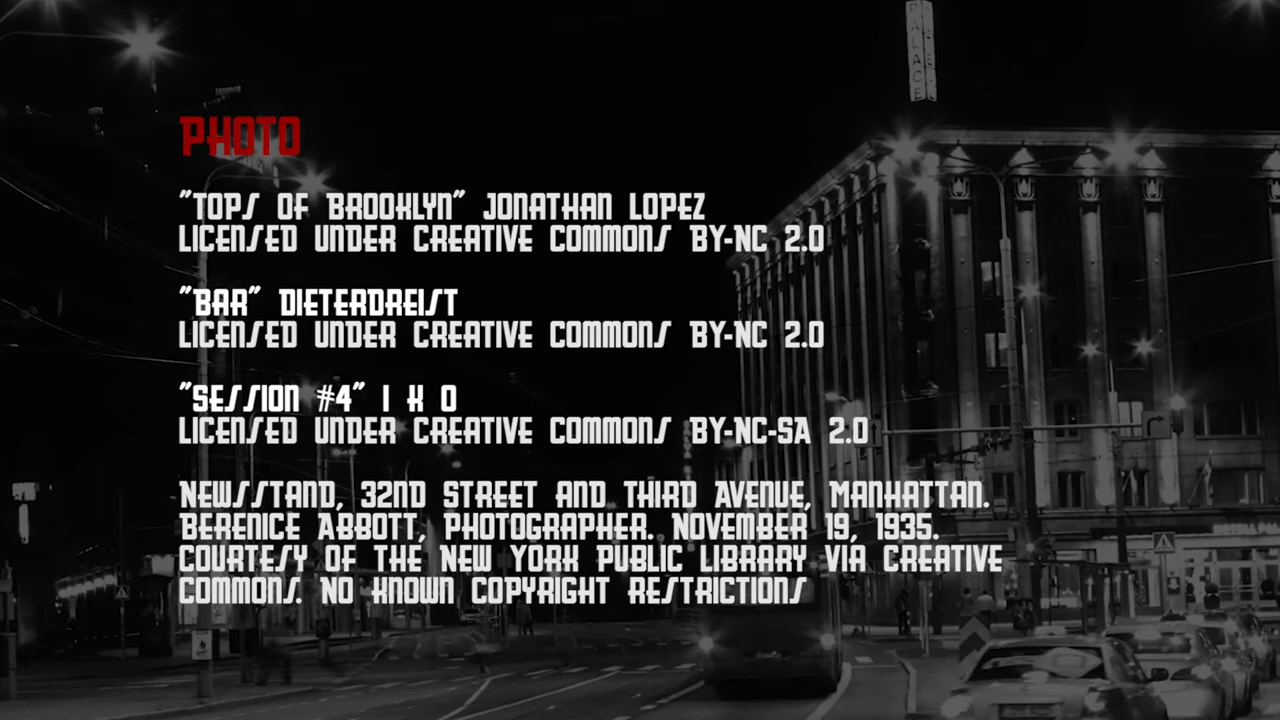 PALACE
PHOTO
"TOPS OF BROOKLYN" JONATHAN LOPEZ
LICENSED UNDER CREATIVE COMMONS BY-NC 2.0
"BAR" DIETERDREIST
LICENSED UNDER CREATIVE COMMONS BY-NC 2.0
"SESSION #4" I K O
LICENSED UNDER CREATIVE COMMONS BY-NC-SA 2.0
NEWSSTAND, 32ND STREET AND THIRD AVENUE, MANHATTAN.
BERENICE ABBOTT, PHOTOGRAPHER. NOVEMBER 19, 1935.
COURTESY OF THE NEW YORK PUBLIC LIBRARY VIA CREATIVE
COMMONS. NO KNOWN COPYRIGHT RESTRICTIONS